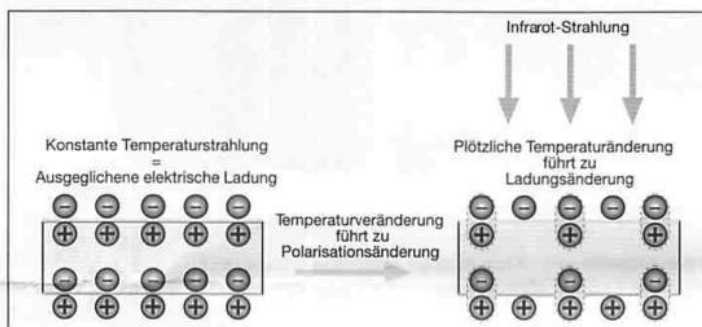 Infrarot-Strahlung
Konstante Temperaturstrahlung
=
Ausgeglichene elektrische Ladung
Plötzliche Temperaturänderung
führt zu
Ladungsänderung
− − − − −
+ + + + +
− − − − −
+ + + + +
Temperaturveränderung
führt zu
Polarisationsänderung
− − − − −
+ + +
− − −
+ + + + +